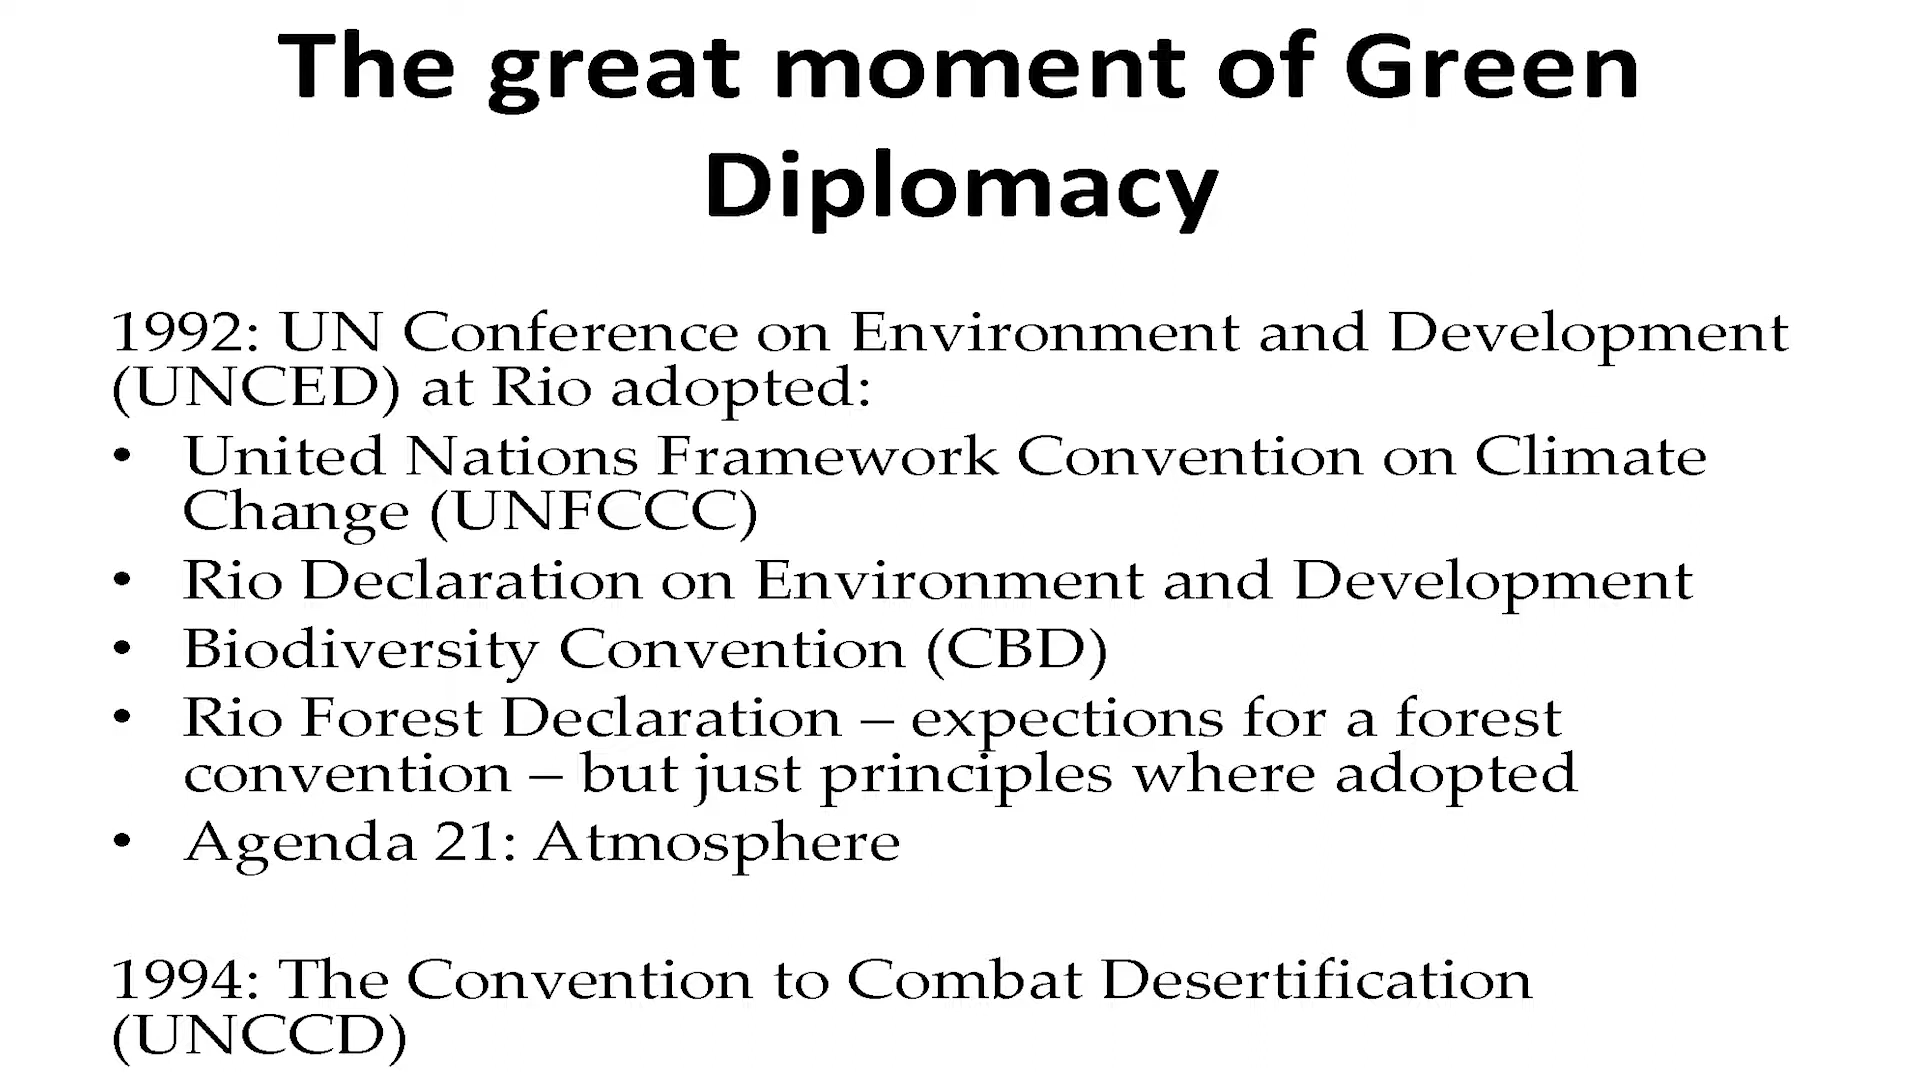 The great moment of Green
Diplomacy
1992: UN Conference on Environment and Development
(UNCED) at Rio adopted:
• United Nations Framework Convention on Climate
Change (UNFCCC)
• Rio Declaration on Environment and Development
• Biodiversity Convention (CBD)
• Rio Forest Declaration – expections for a forest
convention – but just principles where adopted
• Agenda 21: Atmosphere
1994: The Convention to Combat Desertification
(UNCCD)